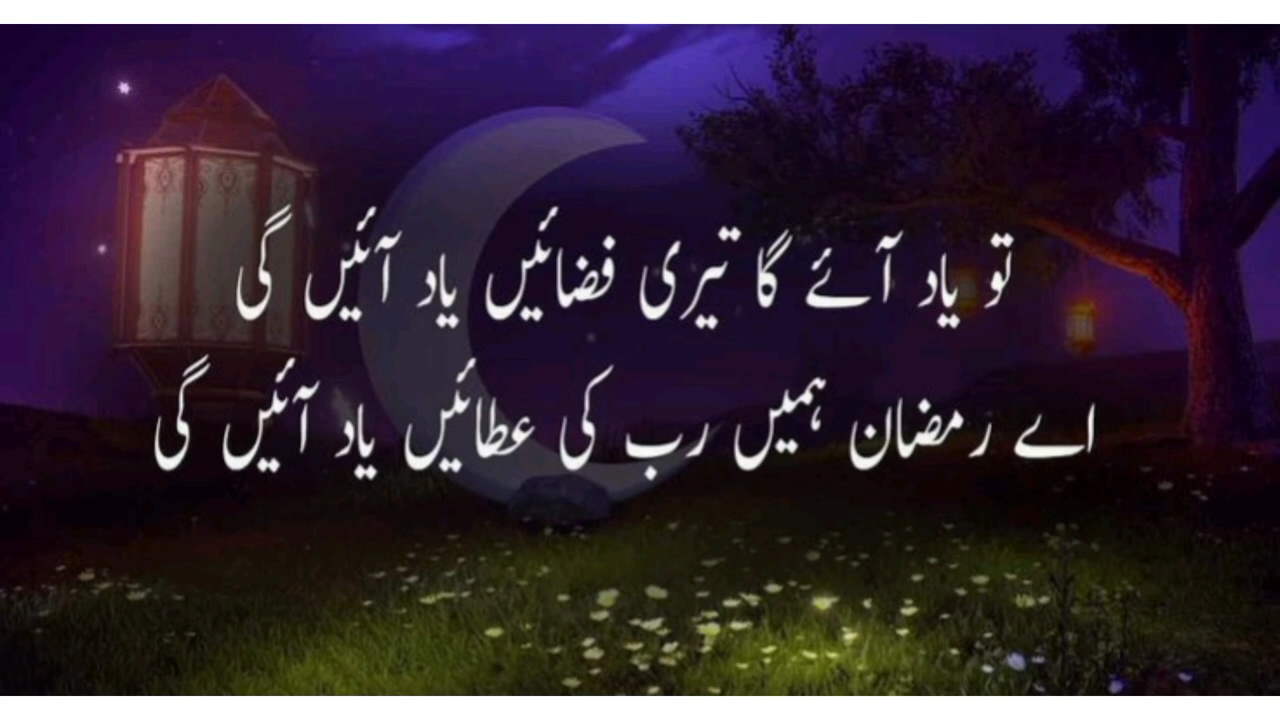 تو یاد آئے گا تیری فضائیں یاد آئیں گی
اے رمضان ہمیں رب کی عطائیں یاد آئیں گی